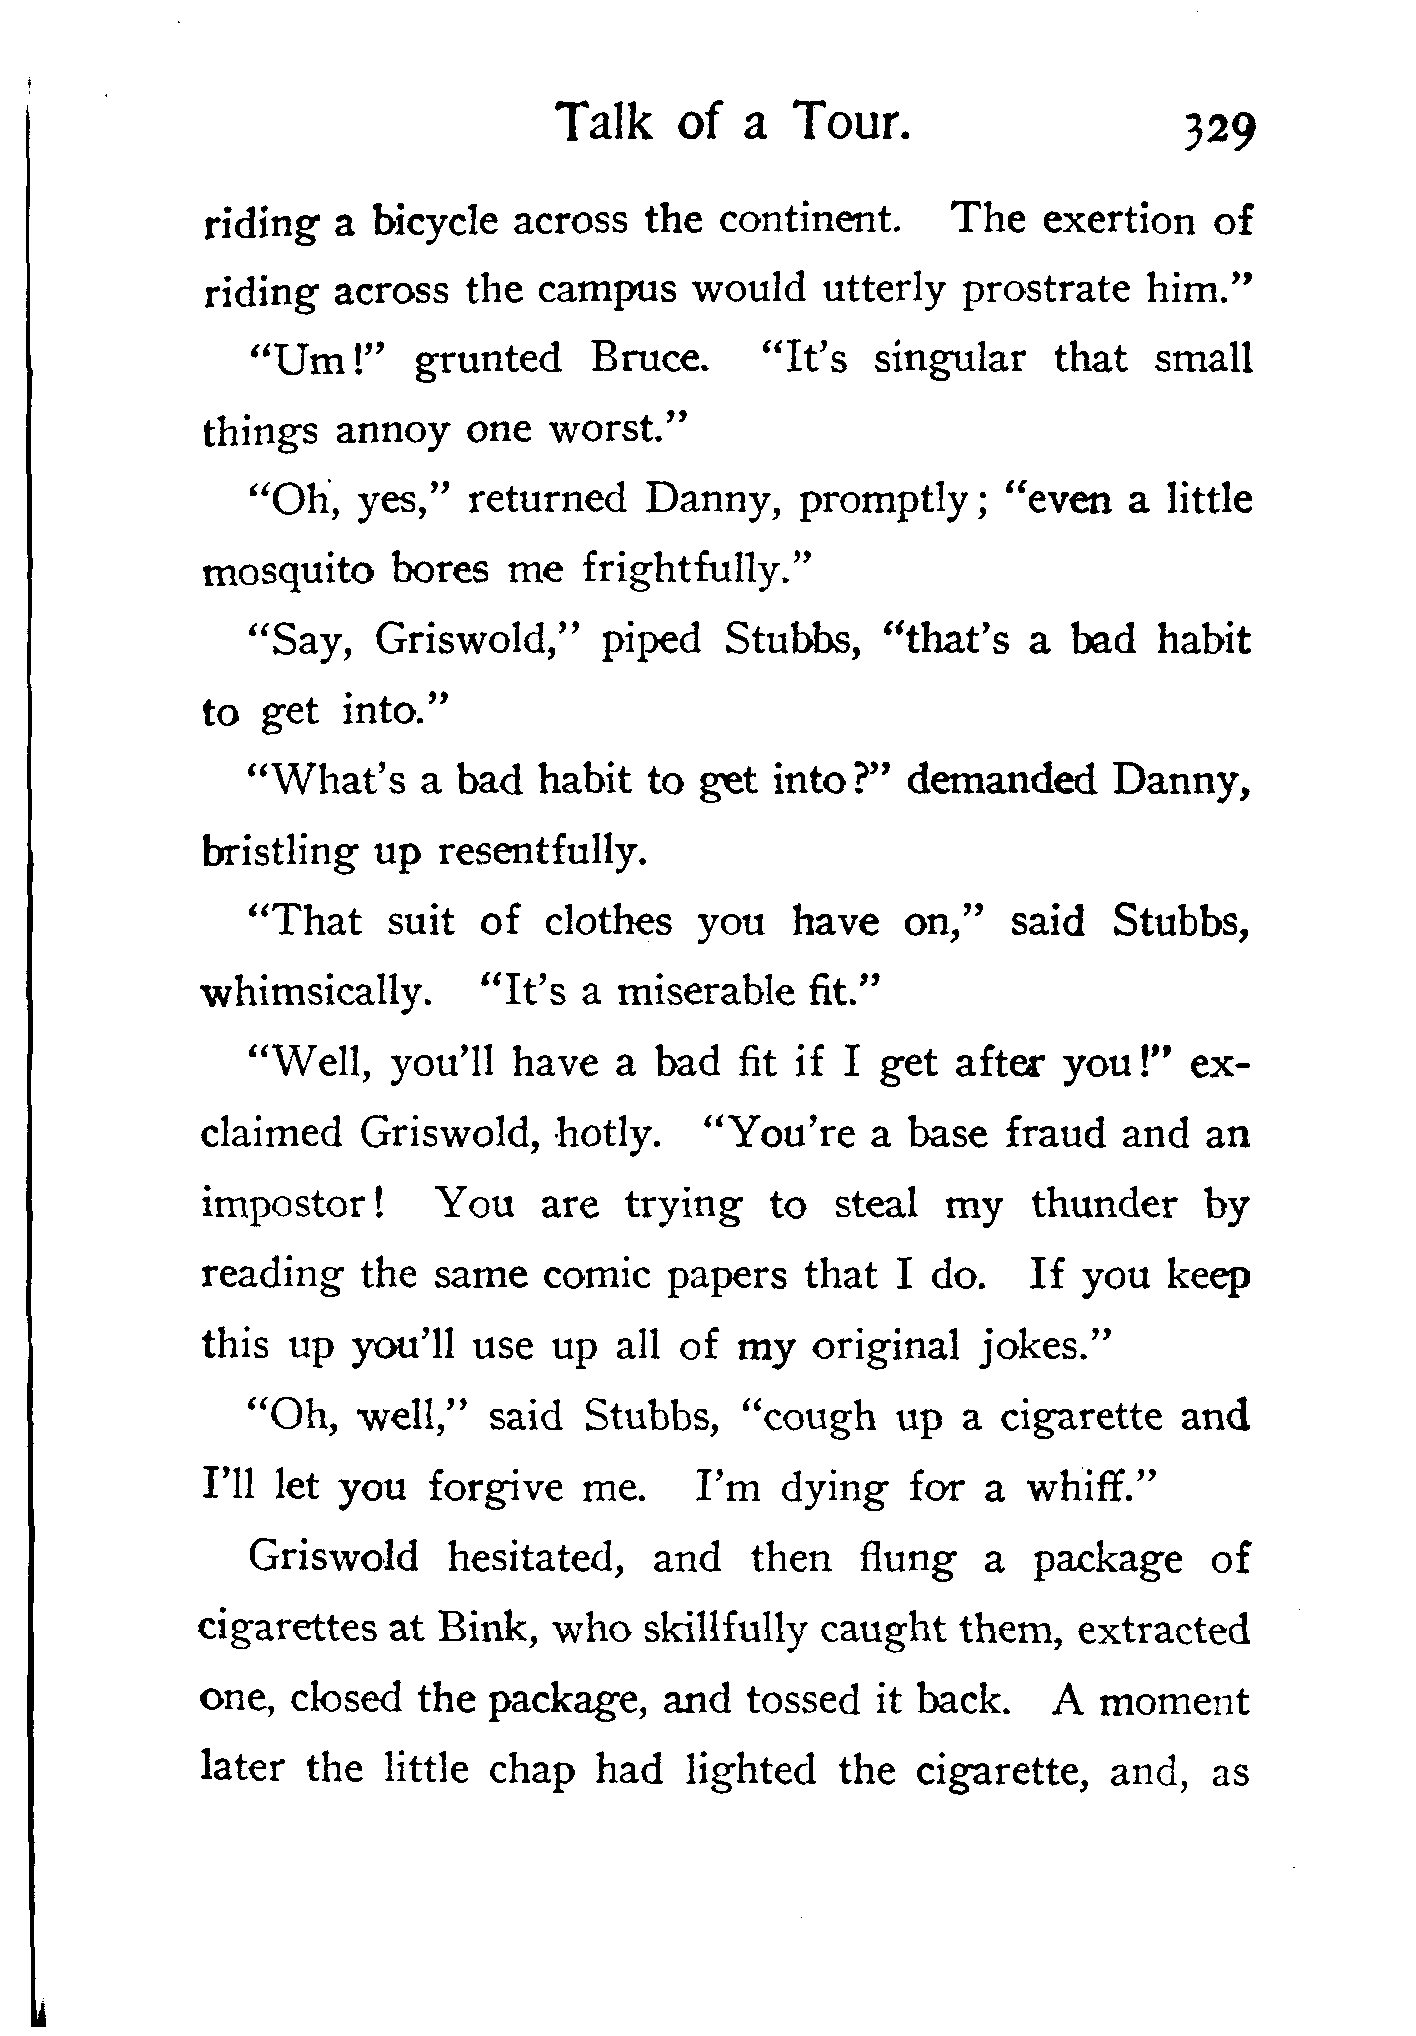 Talk of a Tour. 329
riding a bicycle across the continent. The exertion of
riding across the campus would utterly prostrate him."
"Um!" grunted Bruce. "It's singular that small
things annoy one worst."
"Oh, yes," returned Danny, promptly; "even a little
mosquito bores me frightfully."
"Say, Griswold," piped Stubbs, "that's a bad habit
to get into."
"What's a bad habit to get into?" demanded Danny,
bristling up resentfully.
"That suit of clothes you have on," said Stubbs,
whimsically. "It's a miserable fit."
"Well, you'll have a bad fit if I get after you!" ex-
claimed Griswold, hotly. "You're a base fraud and an
impostor! You are trying to steal my thunder by
reading the same comic papers that I do. If you keep
this up you'll use up all of my original jokes."
"Oh, well," said Stubbs, "cough up a cigarette and
I'll let you forgive me. I'm dying for a whiff."
Griswold hesitated, and then flung a package of
cigarettes at Bink, who skillfully caught them, extracted
one, closed the package, and tossed it back. A moment
later the little chap had lighted the cigarette, and, as